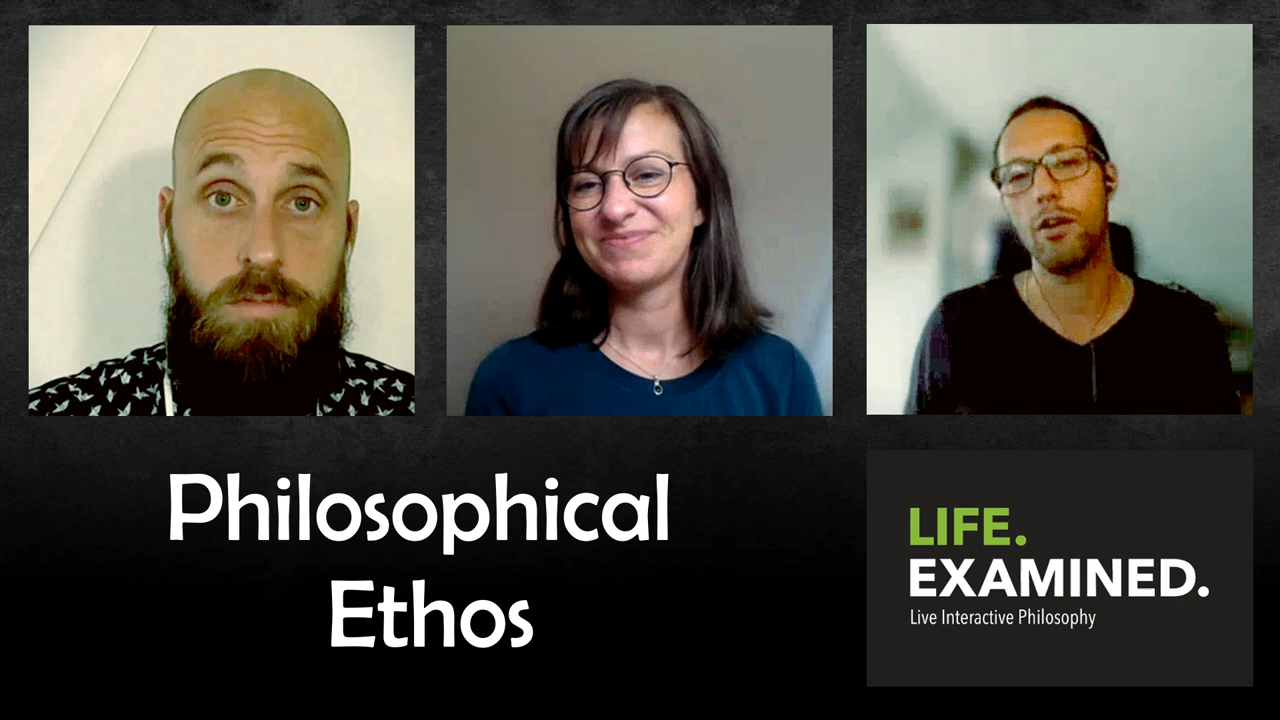 Philosophical
Ethos
LIFE.
EXAMINED.
Live Interactive Philosophy